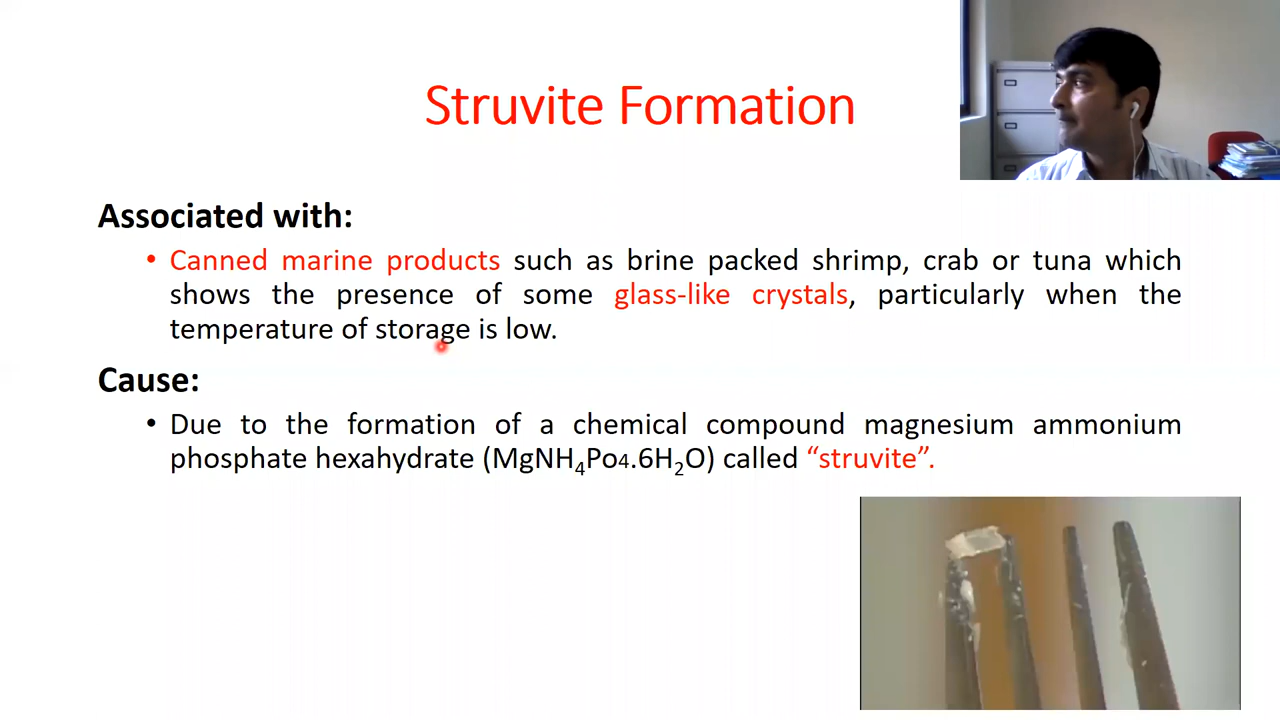 Struvite Formation
Associated with:
• Canned marine products such as brine packed shrimp, crab or tuna which
shows the presence of some glass-like crystals, particularly when the
temperature of storage is low.
Cause:
• Due to the formation of a chemical compound magnesium ammonium
phosphate hexahydrate (MgNH₄Po4.6H₂O) called “struvite”.